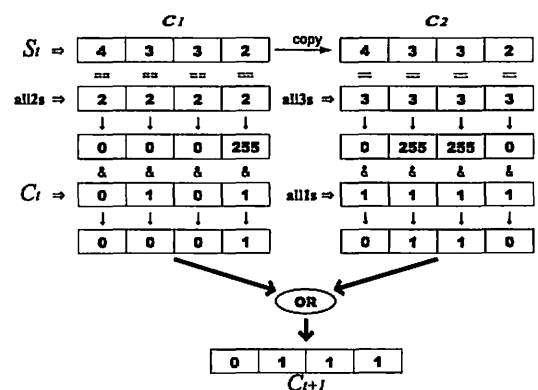 C1 C2
St ⇒ 4 3 3 2 copy 4 3 3 2
== == == == == == == ==
all2s ⇒ 2 2 2 2 all3s ⇒ 3 3 3 3
↓ ↓ ↓ ↓ ↓ ↓ ↓ ↓
0 0 0 255 0 255 255 0
& & & & & & & &
Ct ⇒ 0 1 0 1 all1s ⇒ 1 1 1 1
↓ ↓ ↓ ↓ ↓ ↓ ↓ ↓
0 0 0 1 0 1 1 0
OR
0 1 1 1
Ct+1